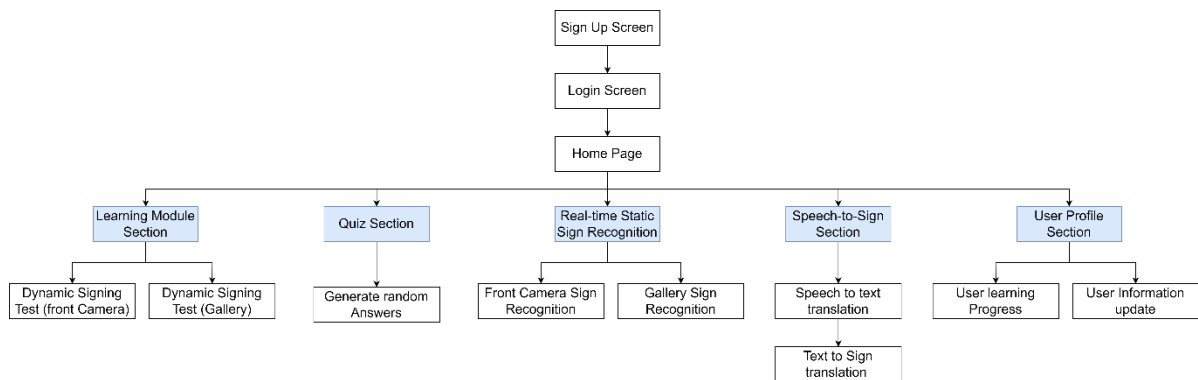 Sign Up Screen
Login Screen
Home Page
Learning Module
Section
Quiz Section
Real-time Static
Sign Recognition
Speech-to-Sign
Section
User Profile
Section
Dynamic Signing
Test (front Camera)
Dynamic Signing
Test (Gallery)
Generate random
Answers
Front Camera Sign
Recognition
Gallery Sign
Recognition
Speech to text
translation
User learning
Progress
User Information
update
Text to Sign
translation